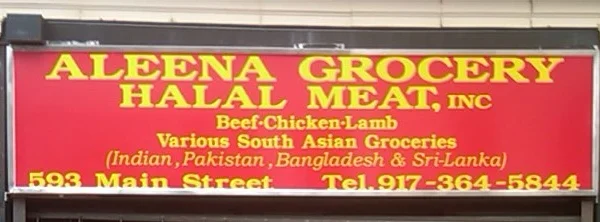 ALEENA GROCERY
HALAL MEAT, INC
Beef-Chicken-Lamb
Various South Asian Groceries
(Indian, Pakistan, Bangladesh & Sri-Lanka)
593 Main Street Tel.917-364-5844